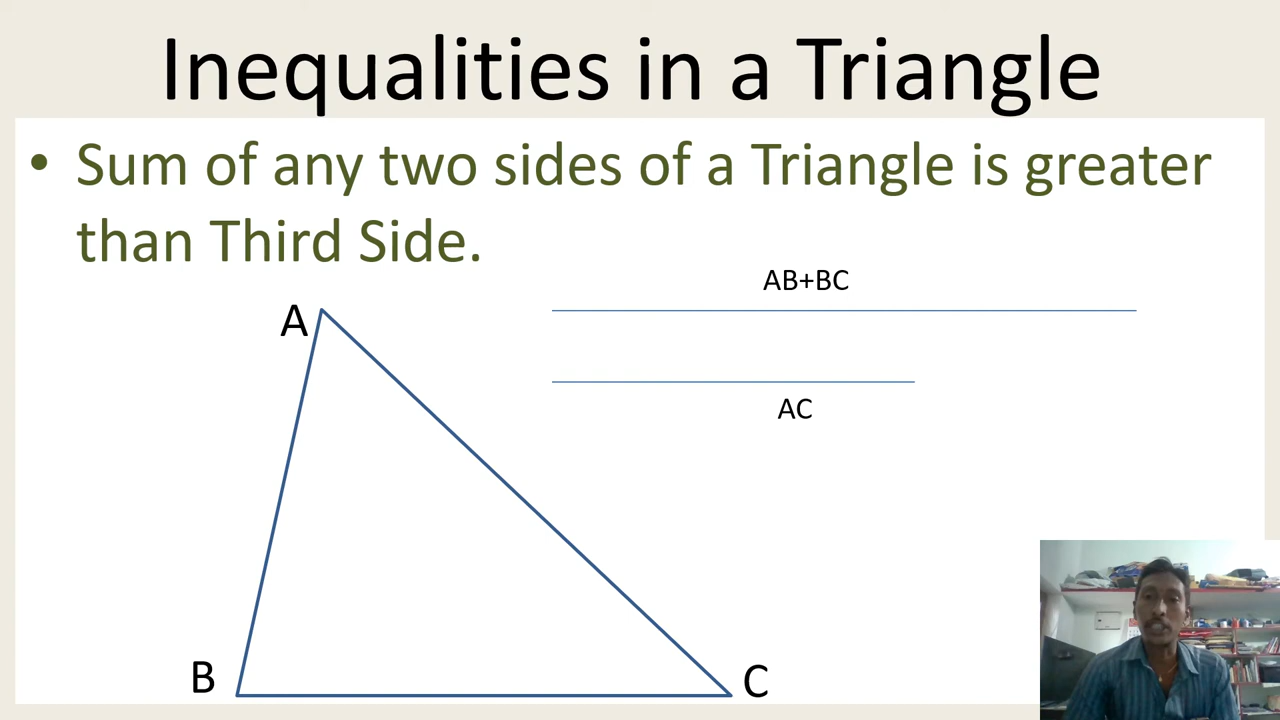 Inequalities in a Triangle
• Sum of any two sides of a Triangle is greater
than Third Side.
AB+BC
A
AC
B
C